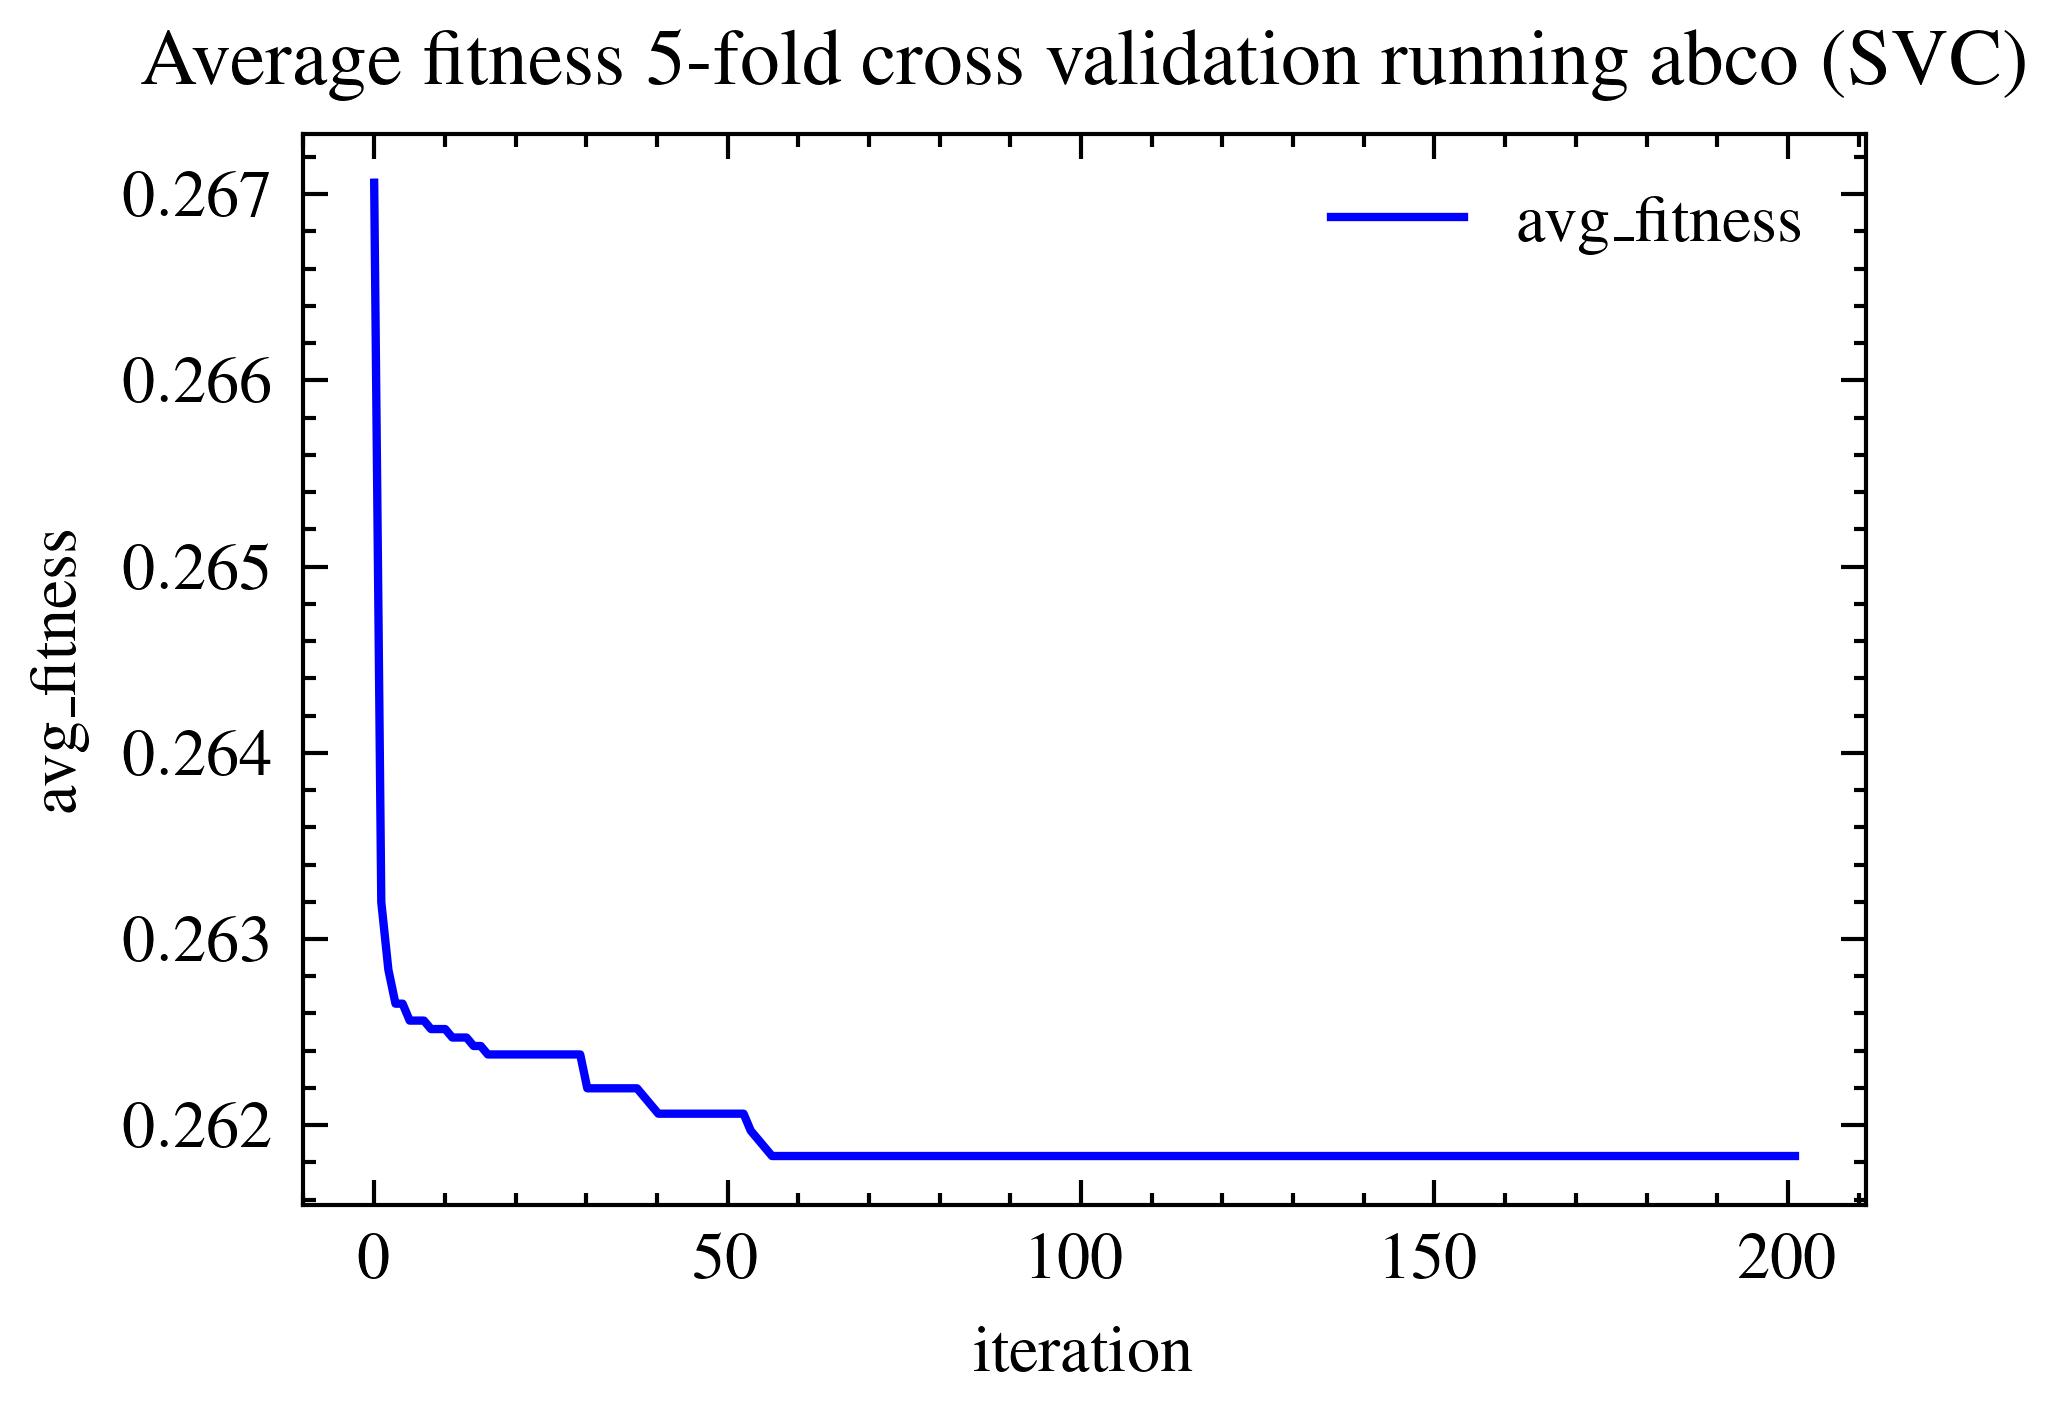 Average fitness 5-fold cross validation running abco (SVC)
avg_fitness
0.267
0.266
0.265
0.264
0.263
0.262
avg_fitness
0 50 100 150 200
iteration